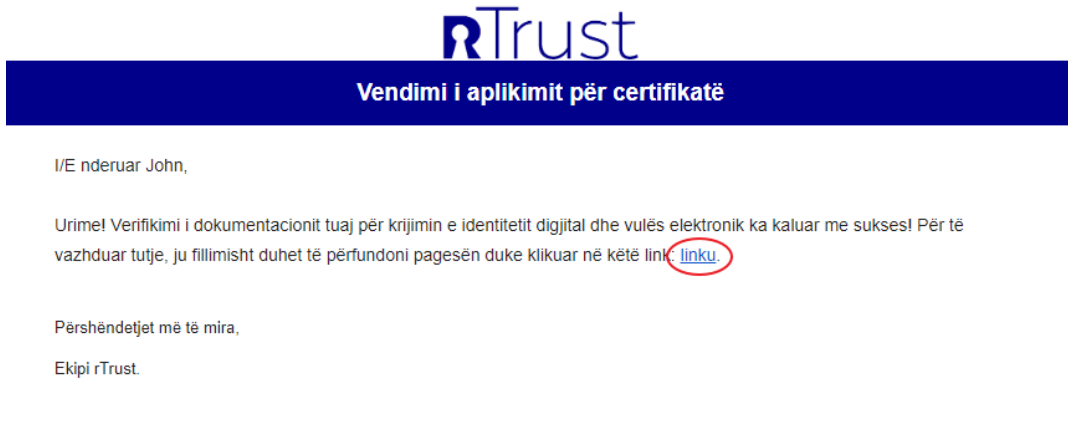 rTrust
Vendimi i aplikimit për certifikatë
I/E nderuar John,
Urime! Verifikimi i dokumentacionit tuaj për krijimin e identitetit digjital dhe vulës elektronik ka kaluar me sukses! Për të
vazhduar tutje, ju fillimisht duhet të përfundoni pagesën duke klikuar në këtë link: linku.
Përshëndetjet më të mira,
Ekipi rTrust.